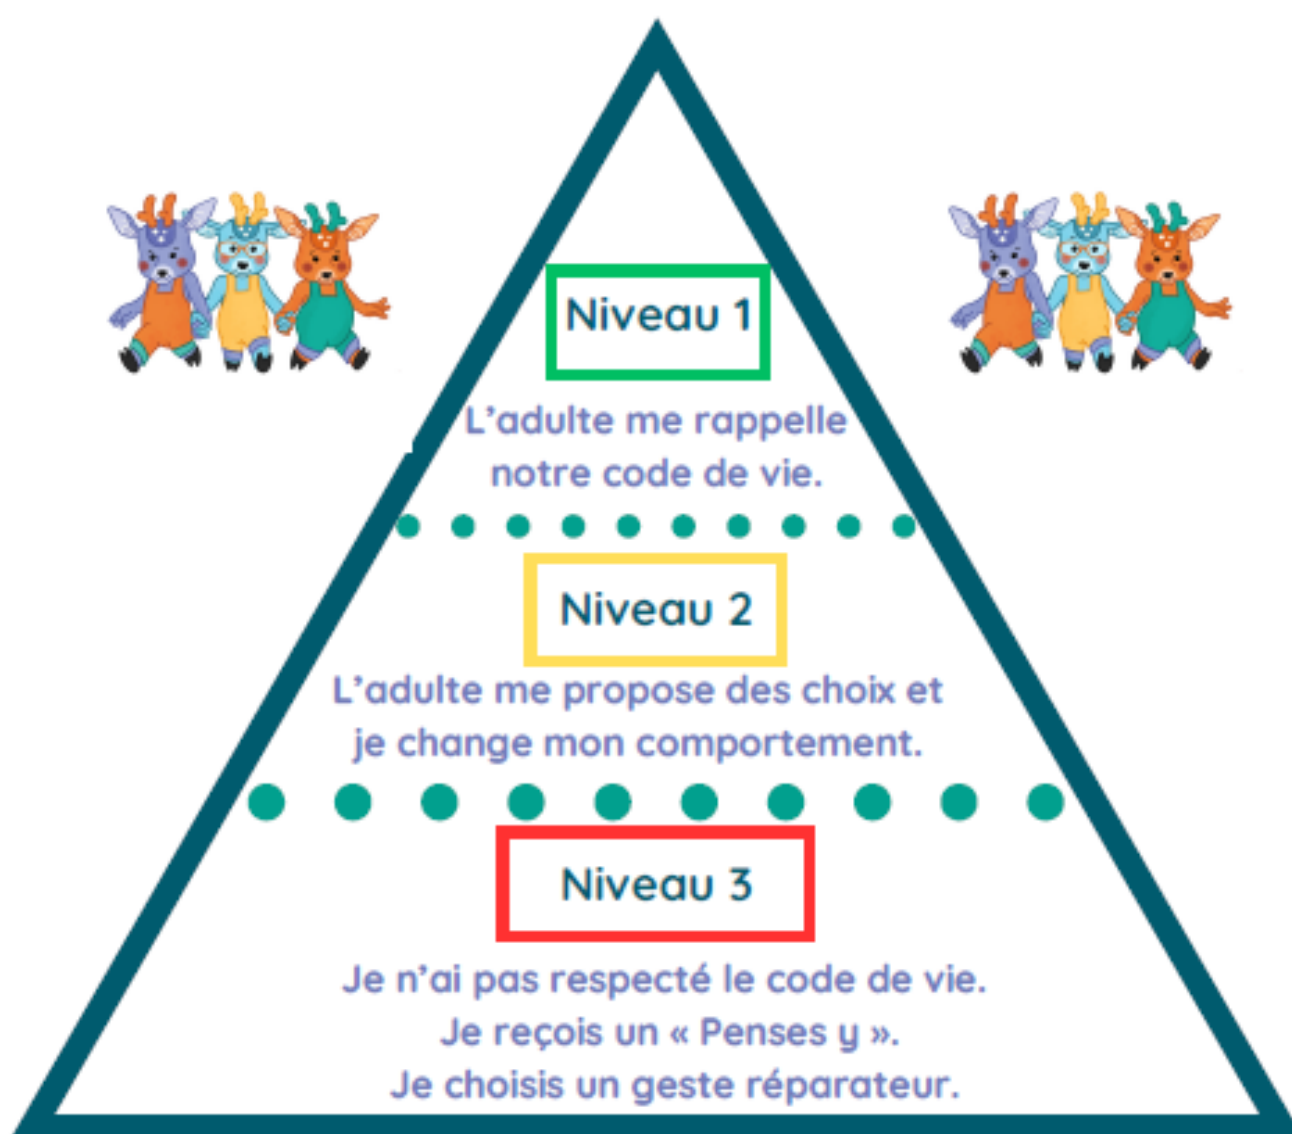 Niveau 1
L’adulte me rappelle
notre code de vie.
Niveau 2
L’adulte me propose des choix et
je change mon comportement.
Niveau 3
Je n’ai pas respecté le code de vie.
Je reçois un « Penses y ».
Je choisis un geste réparateur.